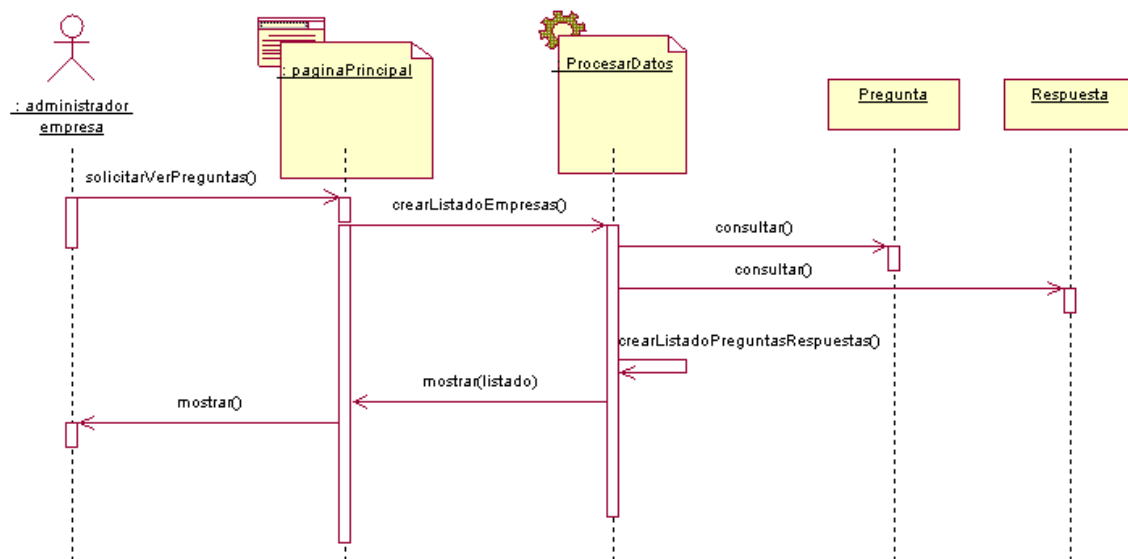 : administrador
empresa
: paginaPrincipal
: ProcesarDatos
Pregunta
Respuesta
solicitarVerPreguntas()
crearListadoEmpresas()
consultar()
consultar()
crearListadoPreguntasRespuestas()
mostrar(listado)
mostrar()